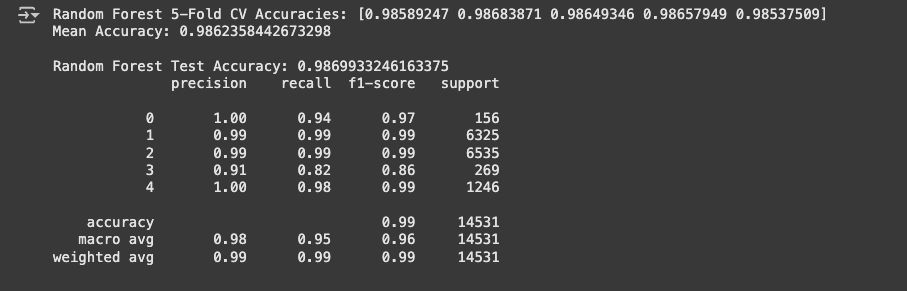 Random Forest 5-Fold CV Accuracies: [0.98589247 0.98683871 0.98649346 0.98657949 0.98537509]
Mean Accuracy: 0.9862358442673298
Random Forest Test Accuracy: 0.9869933246163375
precision recall f1-score support
0 1.00 0.94 0.97 156
1 0.99 0.99 0.99 6325
2 0.99 0.99 0.99 6535
3 0.91 0.82 0.86 269
4 1.00 0.98 0.99 1246
accuracy 0.99 14531
macro avg 0.98 0.95 0.96 14531
weighted avg 0.99 0.99 0.99 14531